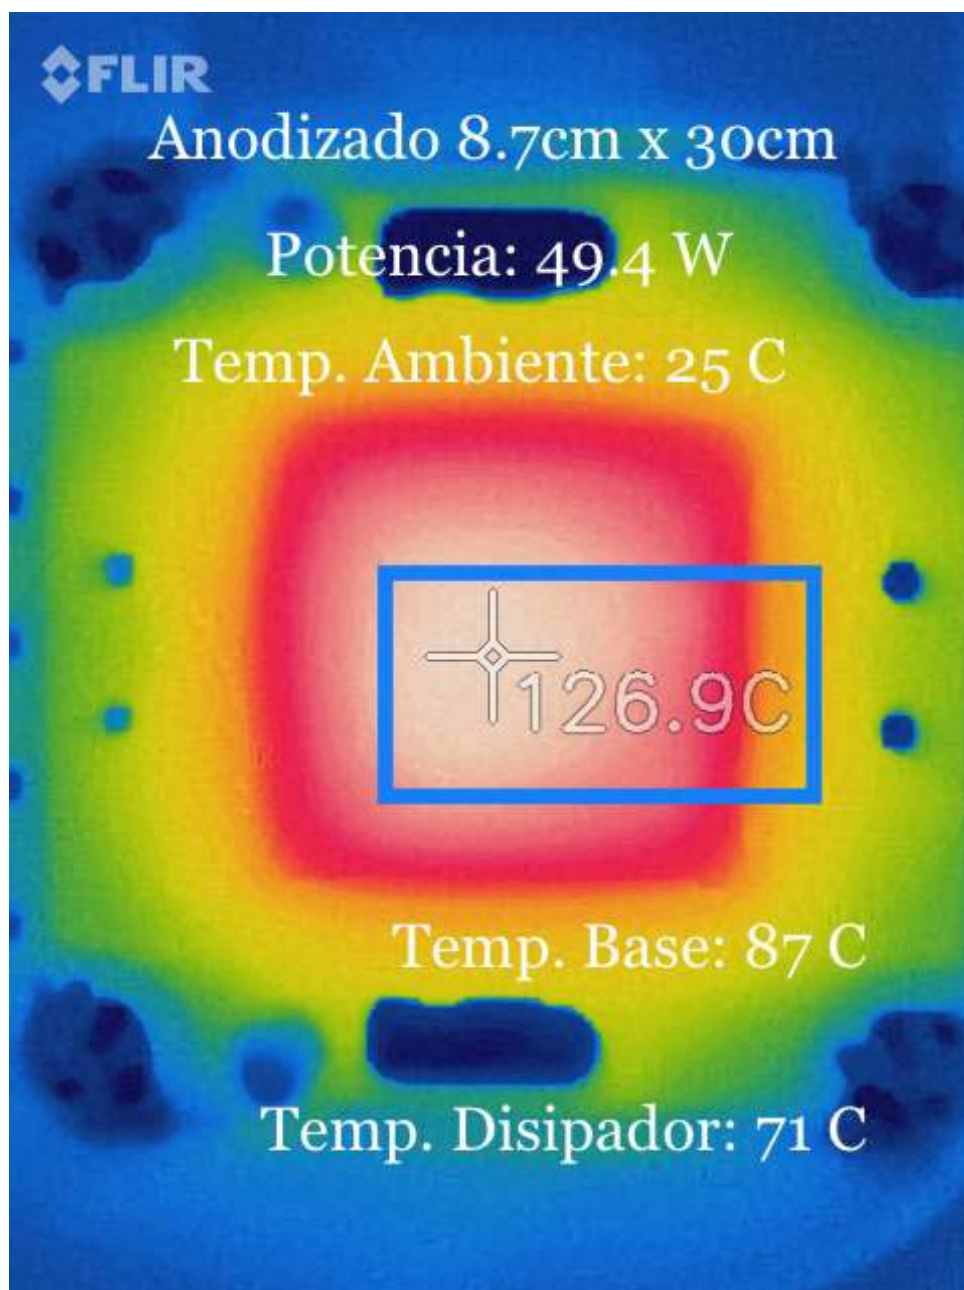 FLIR
Anodizado 8.7cm x 30cm
Potencia: 49.4 W
Temp. Ambiente: 25 C
126.9C
Temp. Base: 87 C
Temp. Disipador: 71 C